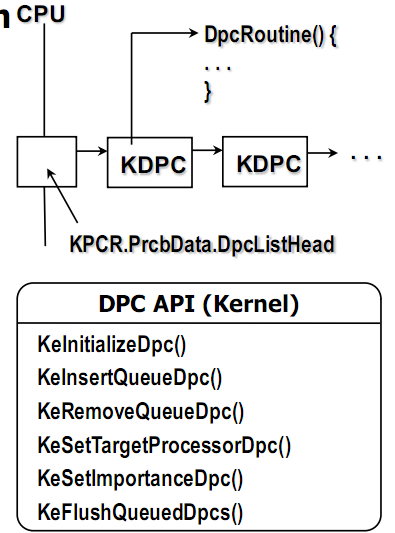 n CPU
DpcRoutine() {
. . .
}
KDPC
KDPC
. . .
KPCR.PrcbData.DpcListHead
DPC API (Kernel)
KeInitializeDpc()
KeInsertQueueDpc()
KeRemoveQueueDpc()
KeSetTargetProcessorDpc()
KeSetImportanceDpc()
KeFlushQueuedDpcs()